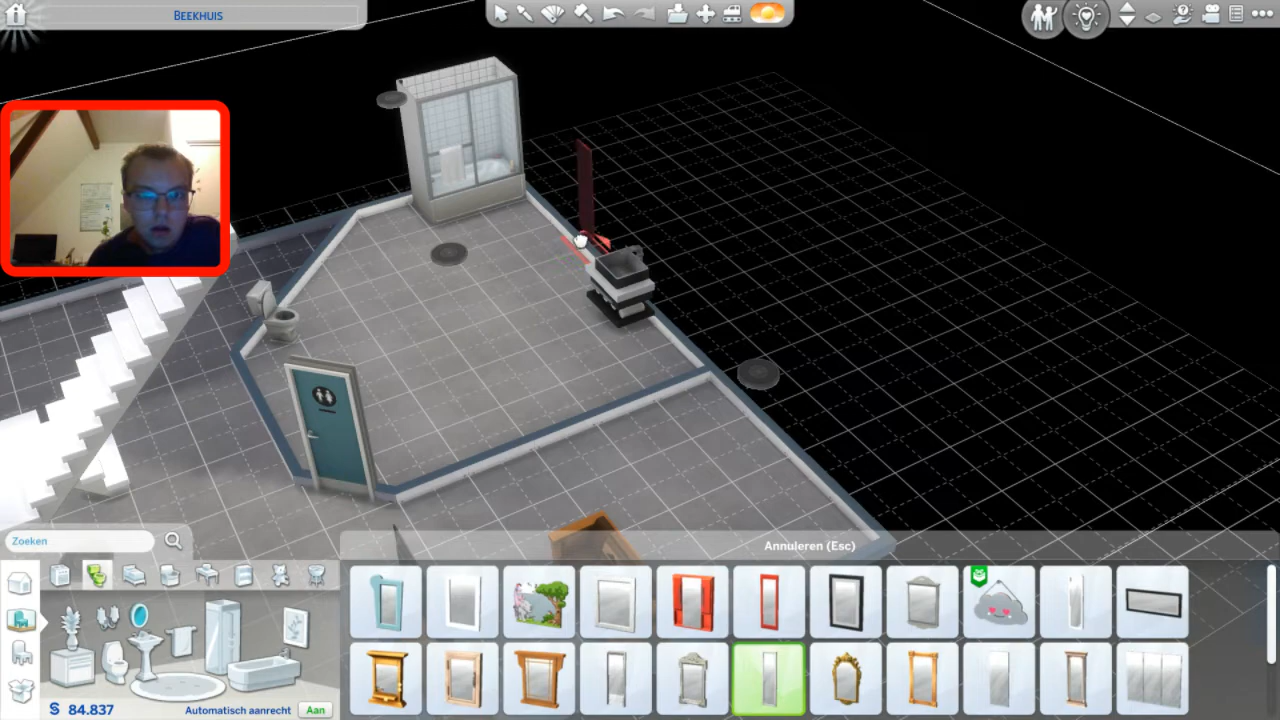 BEEKHUIS
Annuleren (Esc)
Zoeken
S 84.837
Automatisch aanrecht
Aan